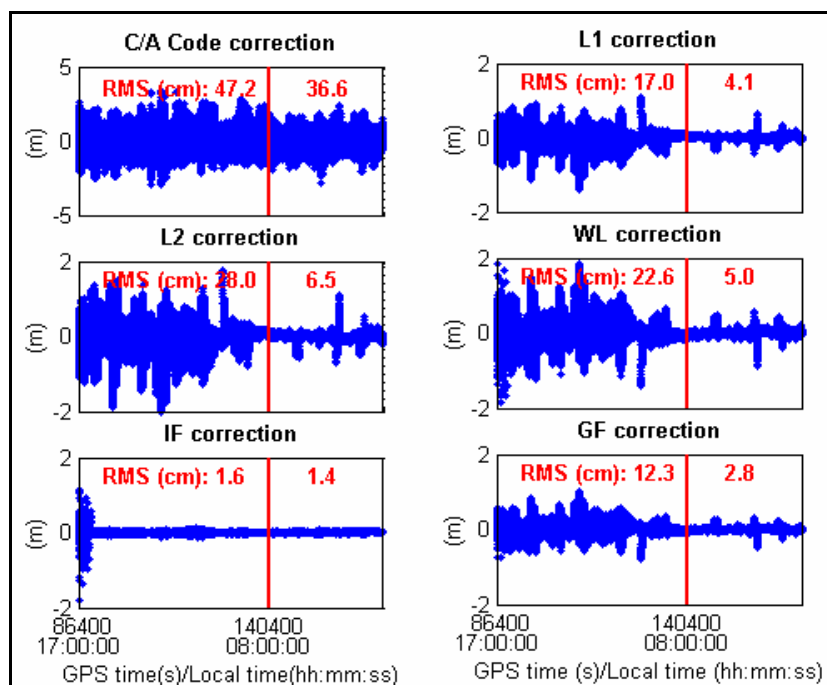 C/A Code correction
5
RMS (cm): 47.2 36.6
0
-5
(m)
L1 correction
2
RMS (cm): 17.0 4.1
0
-2
(m)
L2 correction
2
RMS (cm): 28.0 6.5
0
-2
(m)
WL correction
2
RMS (cm): 22.6 5.0
0
-2
(m)
IF correction
2
RMS (cm): 1.6 1.4
0
-2
(m)
86400 140400
17:00:00 08:00:00
GPS time(s)/Local time(hh:mm:ss)
GF correction
2
RMS (cm): 12.3 2.8
0
-2
(m)
86400 140400
17:00:00 08:00:00
GPS time (s)/Local time (hh:mm:ss)